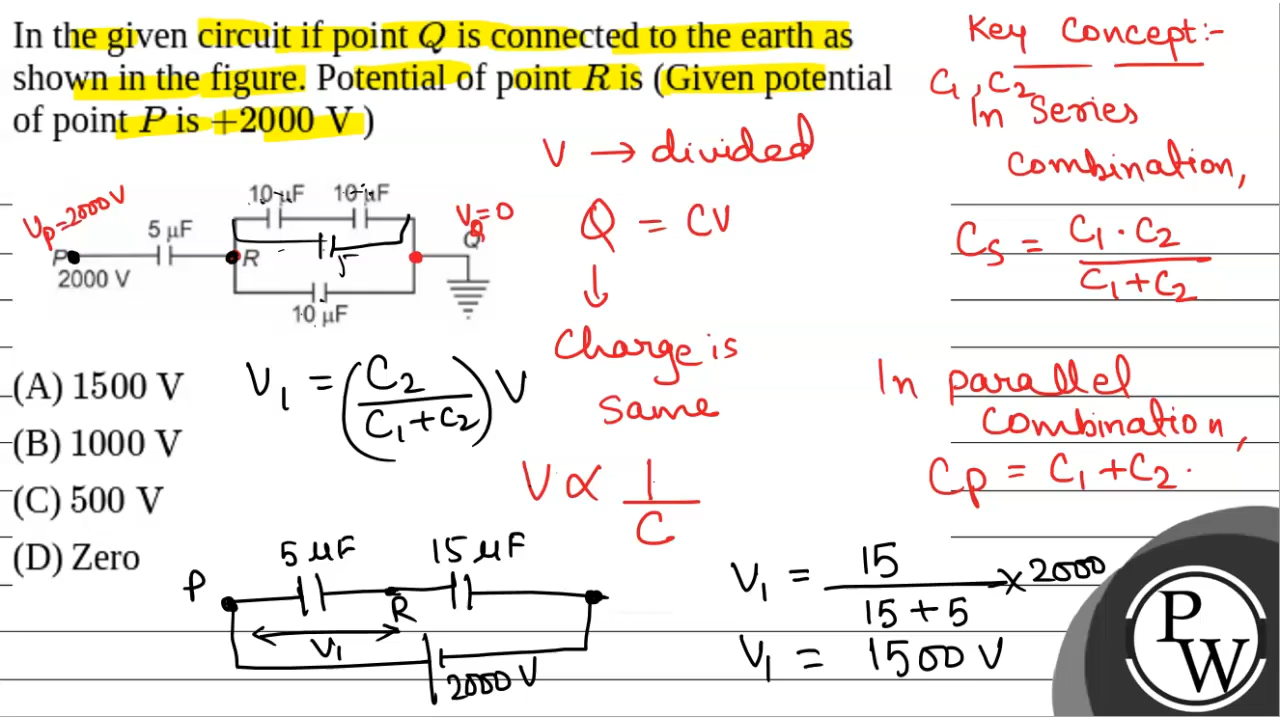 In the given circuit if point Q is connected to the earth as
shown in the figure. Potential of point R is (Given potential
of point P is +2000 V )
Key Concept:-
C1, C2
In Series
Combination,
Cs = C1 . C2 / C1 + C2
In parallel
Combination,
Cp = C1 + C2 .
V → divided
Q = CV
↓
Charge is
same
V ∝ 1 / C
Vp=2000V
10 μF 10 μF
5 μF
P
R
2000 V
5
10 μF
VQ=0
Q
(A) 1500 V
(B) 1000 V
(C) 500 V
(D) Zero
V1 = (C2 / C1 + C2) V
5 μF 15 μF
P
R
V1
2000 V
V1 = 15 / 15 + 5 × 2000
V1 = 1500 V
P
W